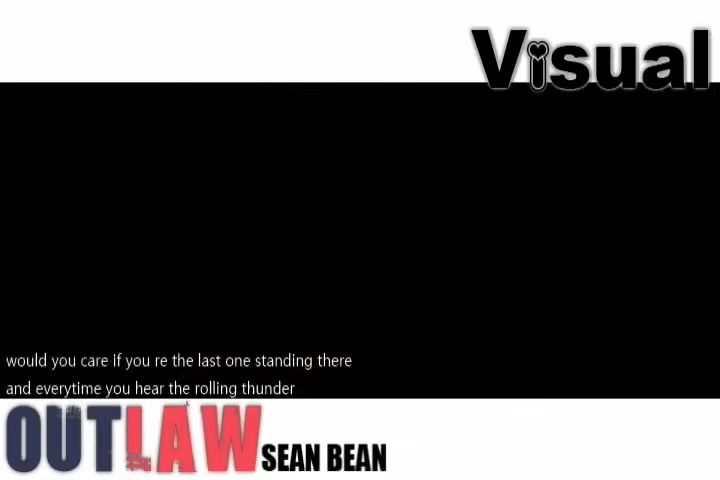 Visual
would you care if you re the last one standing there
and everytime you hear the rolling thunder
OUTLAW SEAN BEAN